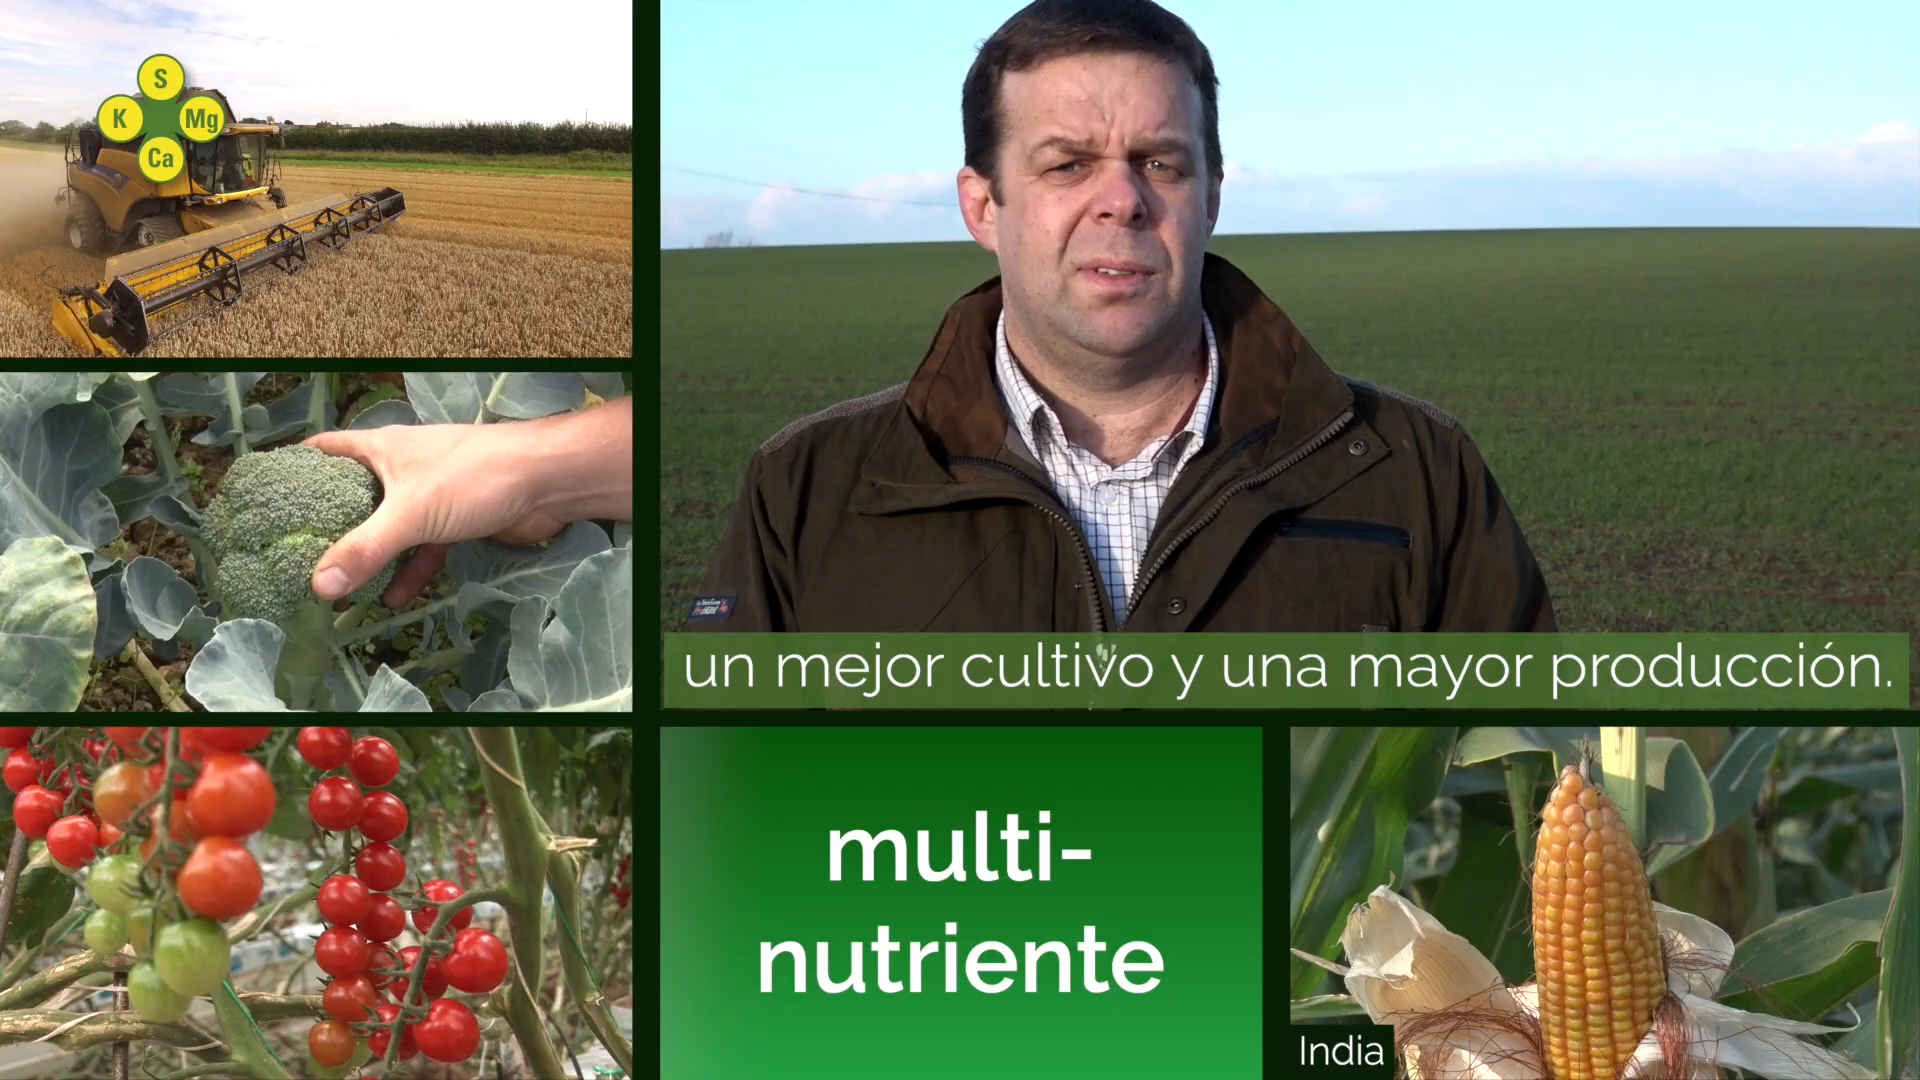 S
K
Mg
Ca
un mejor cultivo y una mayor producción.
multi-
nutriente
India